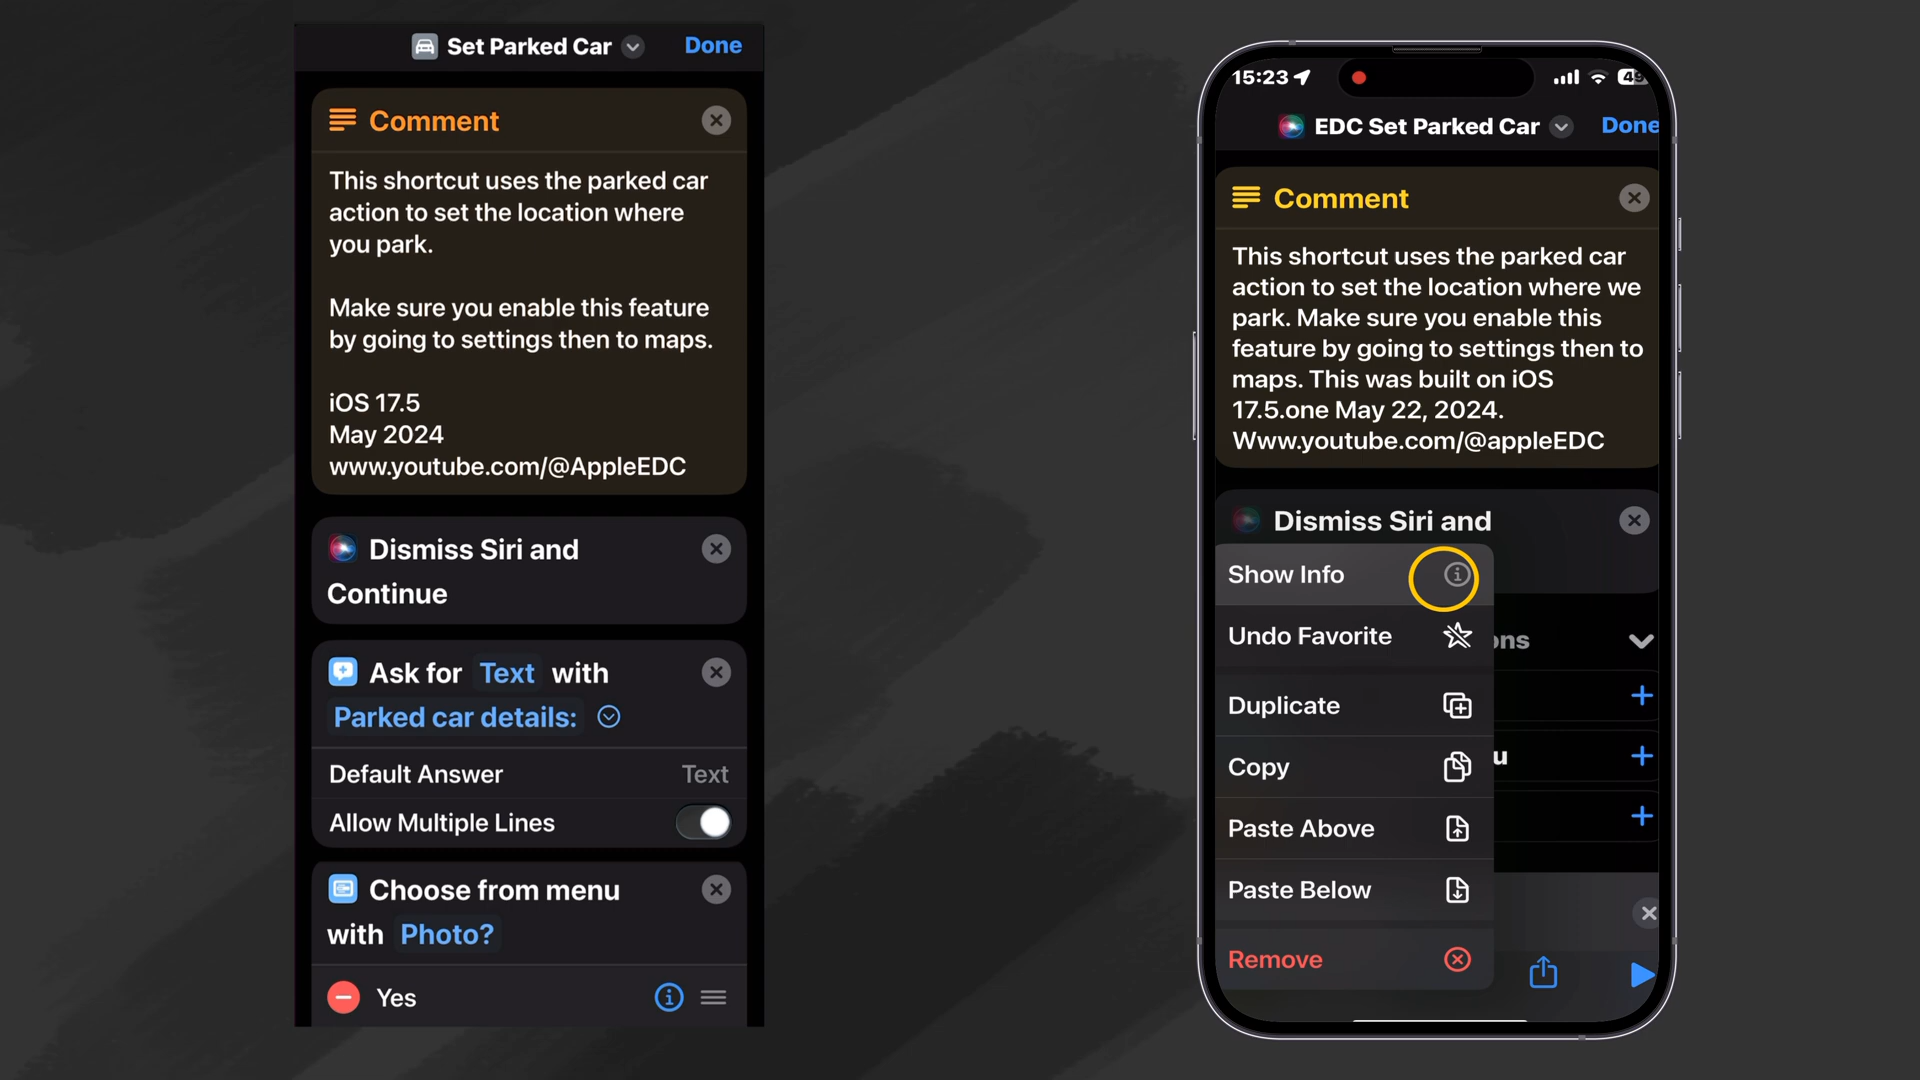 Set Parked Car
Done
Comment
This shortcut uses the parked car
action to set the location where
you park.
Make sure you enable this feature
by going to settings then to maps.
iOS 17.5
May 2024
www.youtube.com/@AppleEDC
Dismiss Siri and
Continue
Ask for Text with
Parked car details:
Default Answer Text
Allow Multiple Lines
Choose from menu
with Photo?
Yes
15:23
EDC Set Parked Car
Done
Comment
This shortcut uses the parked car
action to set the location where we
park. Make sure you enable this
feature by going to settings then to
maps. This was built on iOS
17.5.one May 22, 2024.
Www.youtube.com/@appleEDC
Dismiss Siri and
Show Info
Undo Favorite
ons
Duplicate
Copy
u
Paste Above
Paste Below
Remove